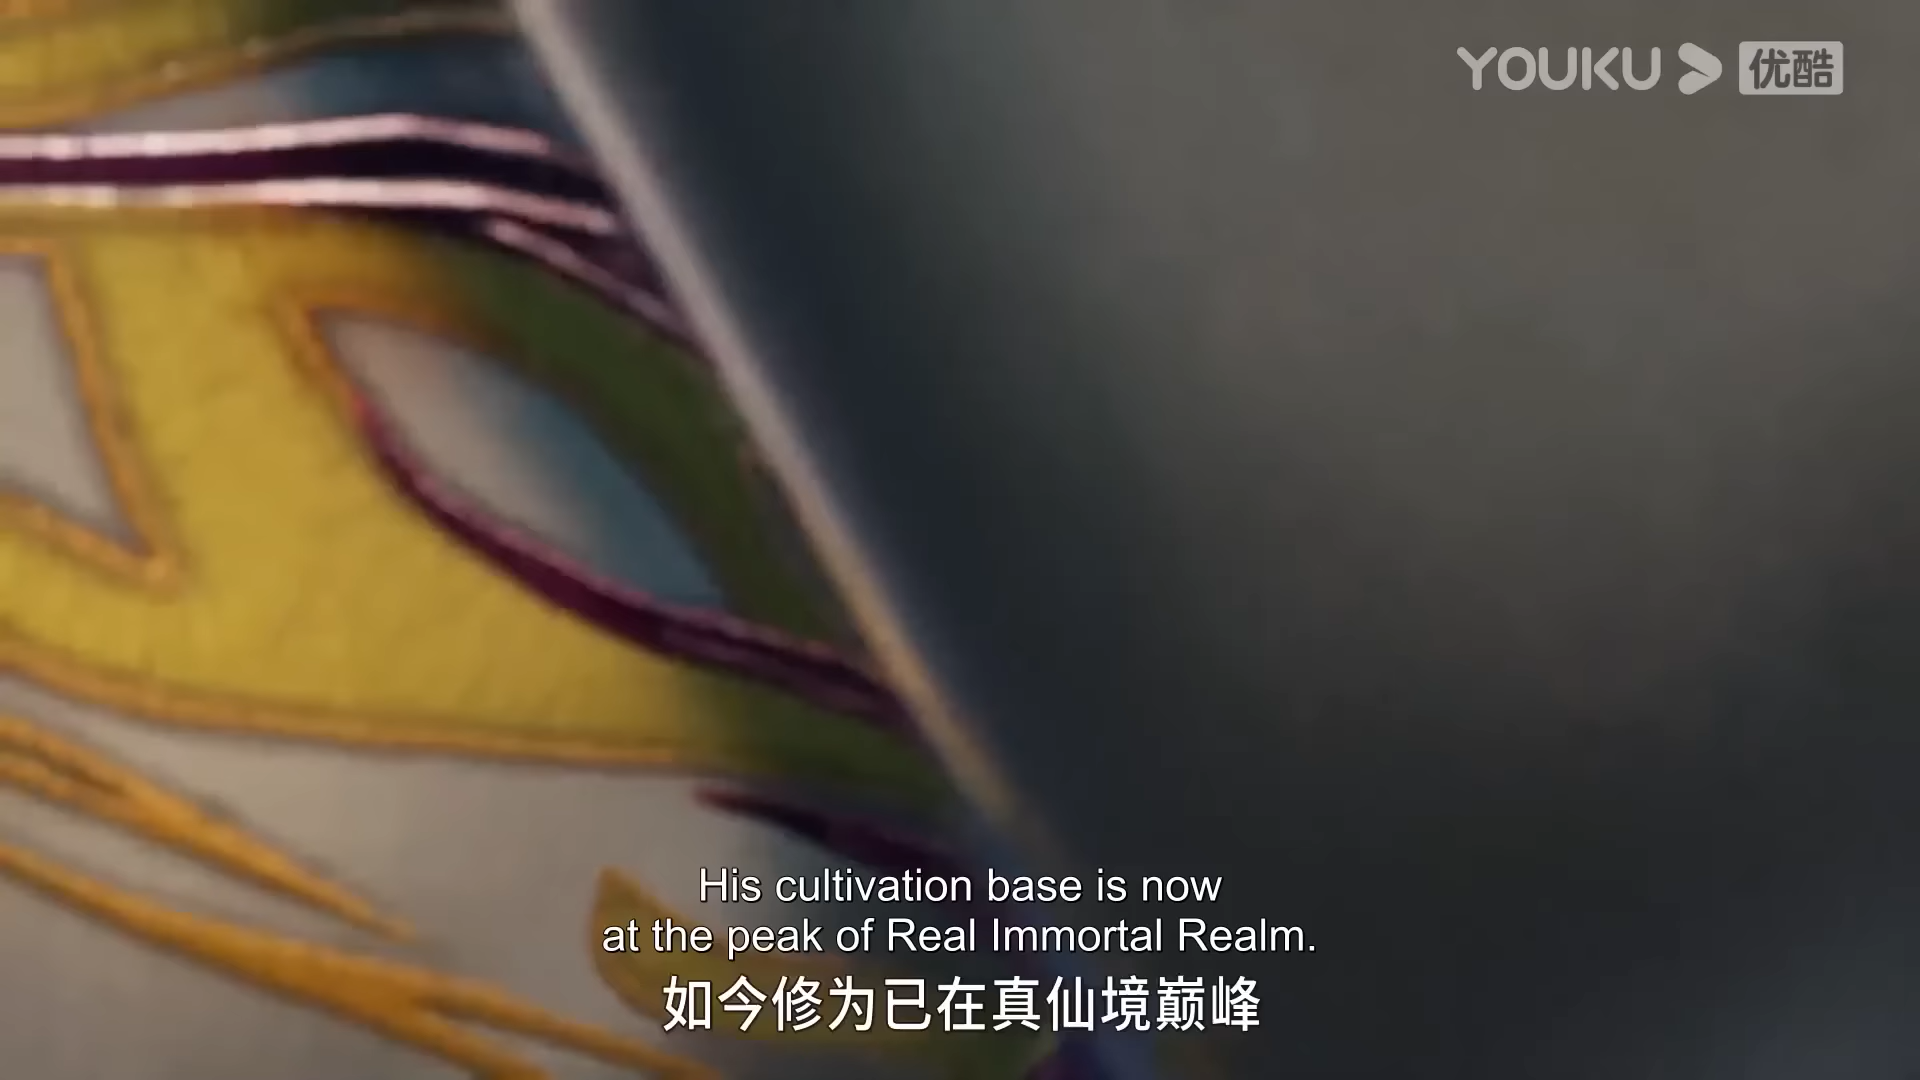 YOUKU 优酷
His cultivation base is now
at the peak of Real Immortal Realm.
如今修为已在真仙境巅峰